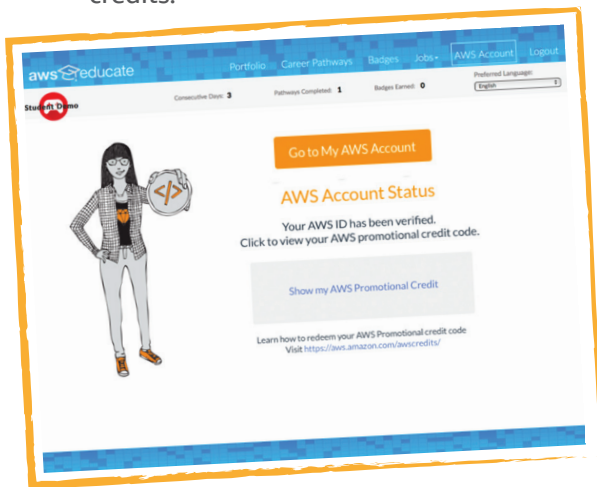 credits.
aws educate
Portfolio Career Pathways Badges Jobs AWS Account Logout
Student Demo
Consecutive Days: 3 Pathways Completed: 1 Badges Earned: 0
Preferred Language:
English
</>
Go to My AWS Account
AWS Account Status
Your AWS ID has been verified.
Click to view your AWS promotional credit code.
Show my AWS Promotional Credit
Learn how to redeem your AWS Promotional credit code
Visit https://aws.amazon.com/awscredits/